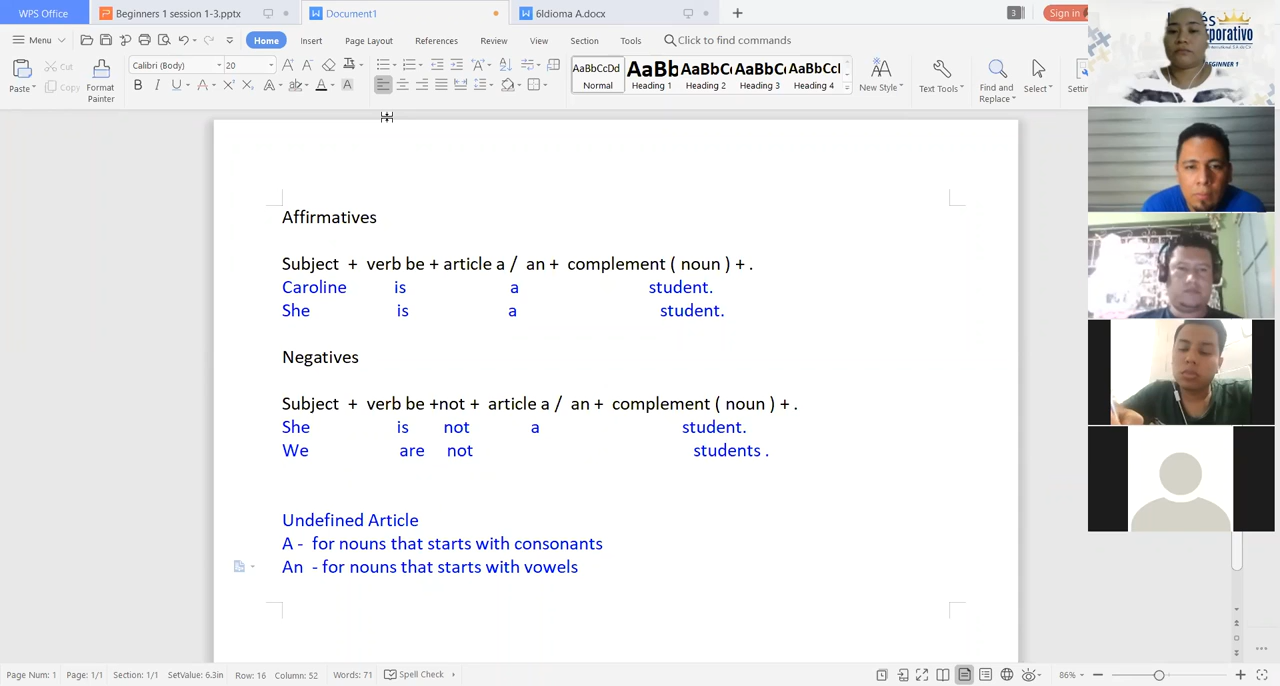 WPS Office
Beginners 1 session 1-3.pptx
Document1
6Idioma A.docx
3
Sign in
Menu
Home
Insert
Page Layout
References
Review
View
Section
Tools
Click to find commands
Paste
Cut
Copy
Format Painter
Calibri (Body)
20
AaBbCcDd
Normal
AaBb
Heading 1
AaBbC
Heading 2
AaBbC
Heading 3
AaBbCcI
Heading 4
New Style
Text Tools
Find and Replace
Select
Affirmatives
Subject + verb be + article a / an + complement ( noun ) + .
Caroline is a student.
She is a student.
Negatives
Subject + verb be +not + article a / an + complement ( noun ) + .
She is not a student.
We are not students .
Undefined Article
A - for nouns that starts with consonants
An - for nouns that starts with vowels
Page Num: 1 Page: 1/1 Section: 1/1 SetValue: 6.3in Row: 16 Column: 52 Words: 71 Spell Check
86%
BEGINNER 1